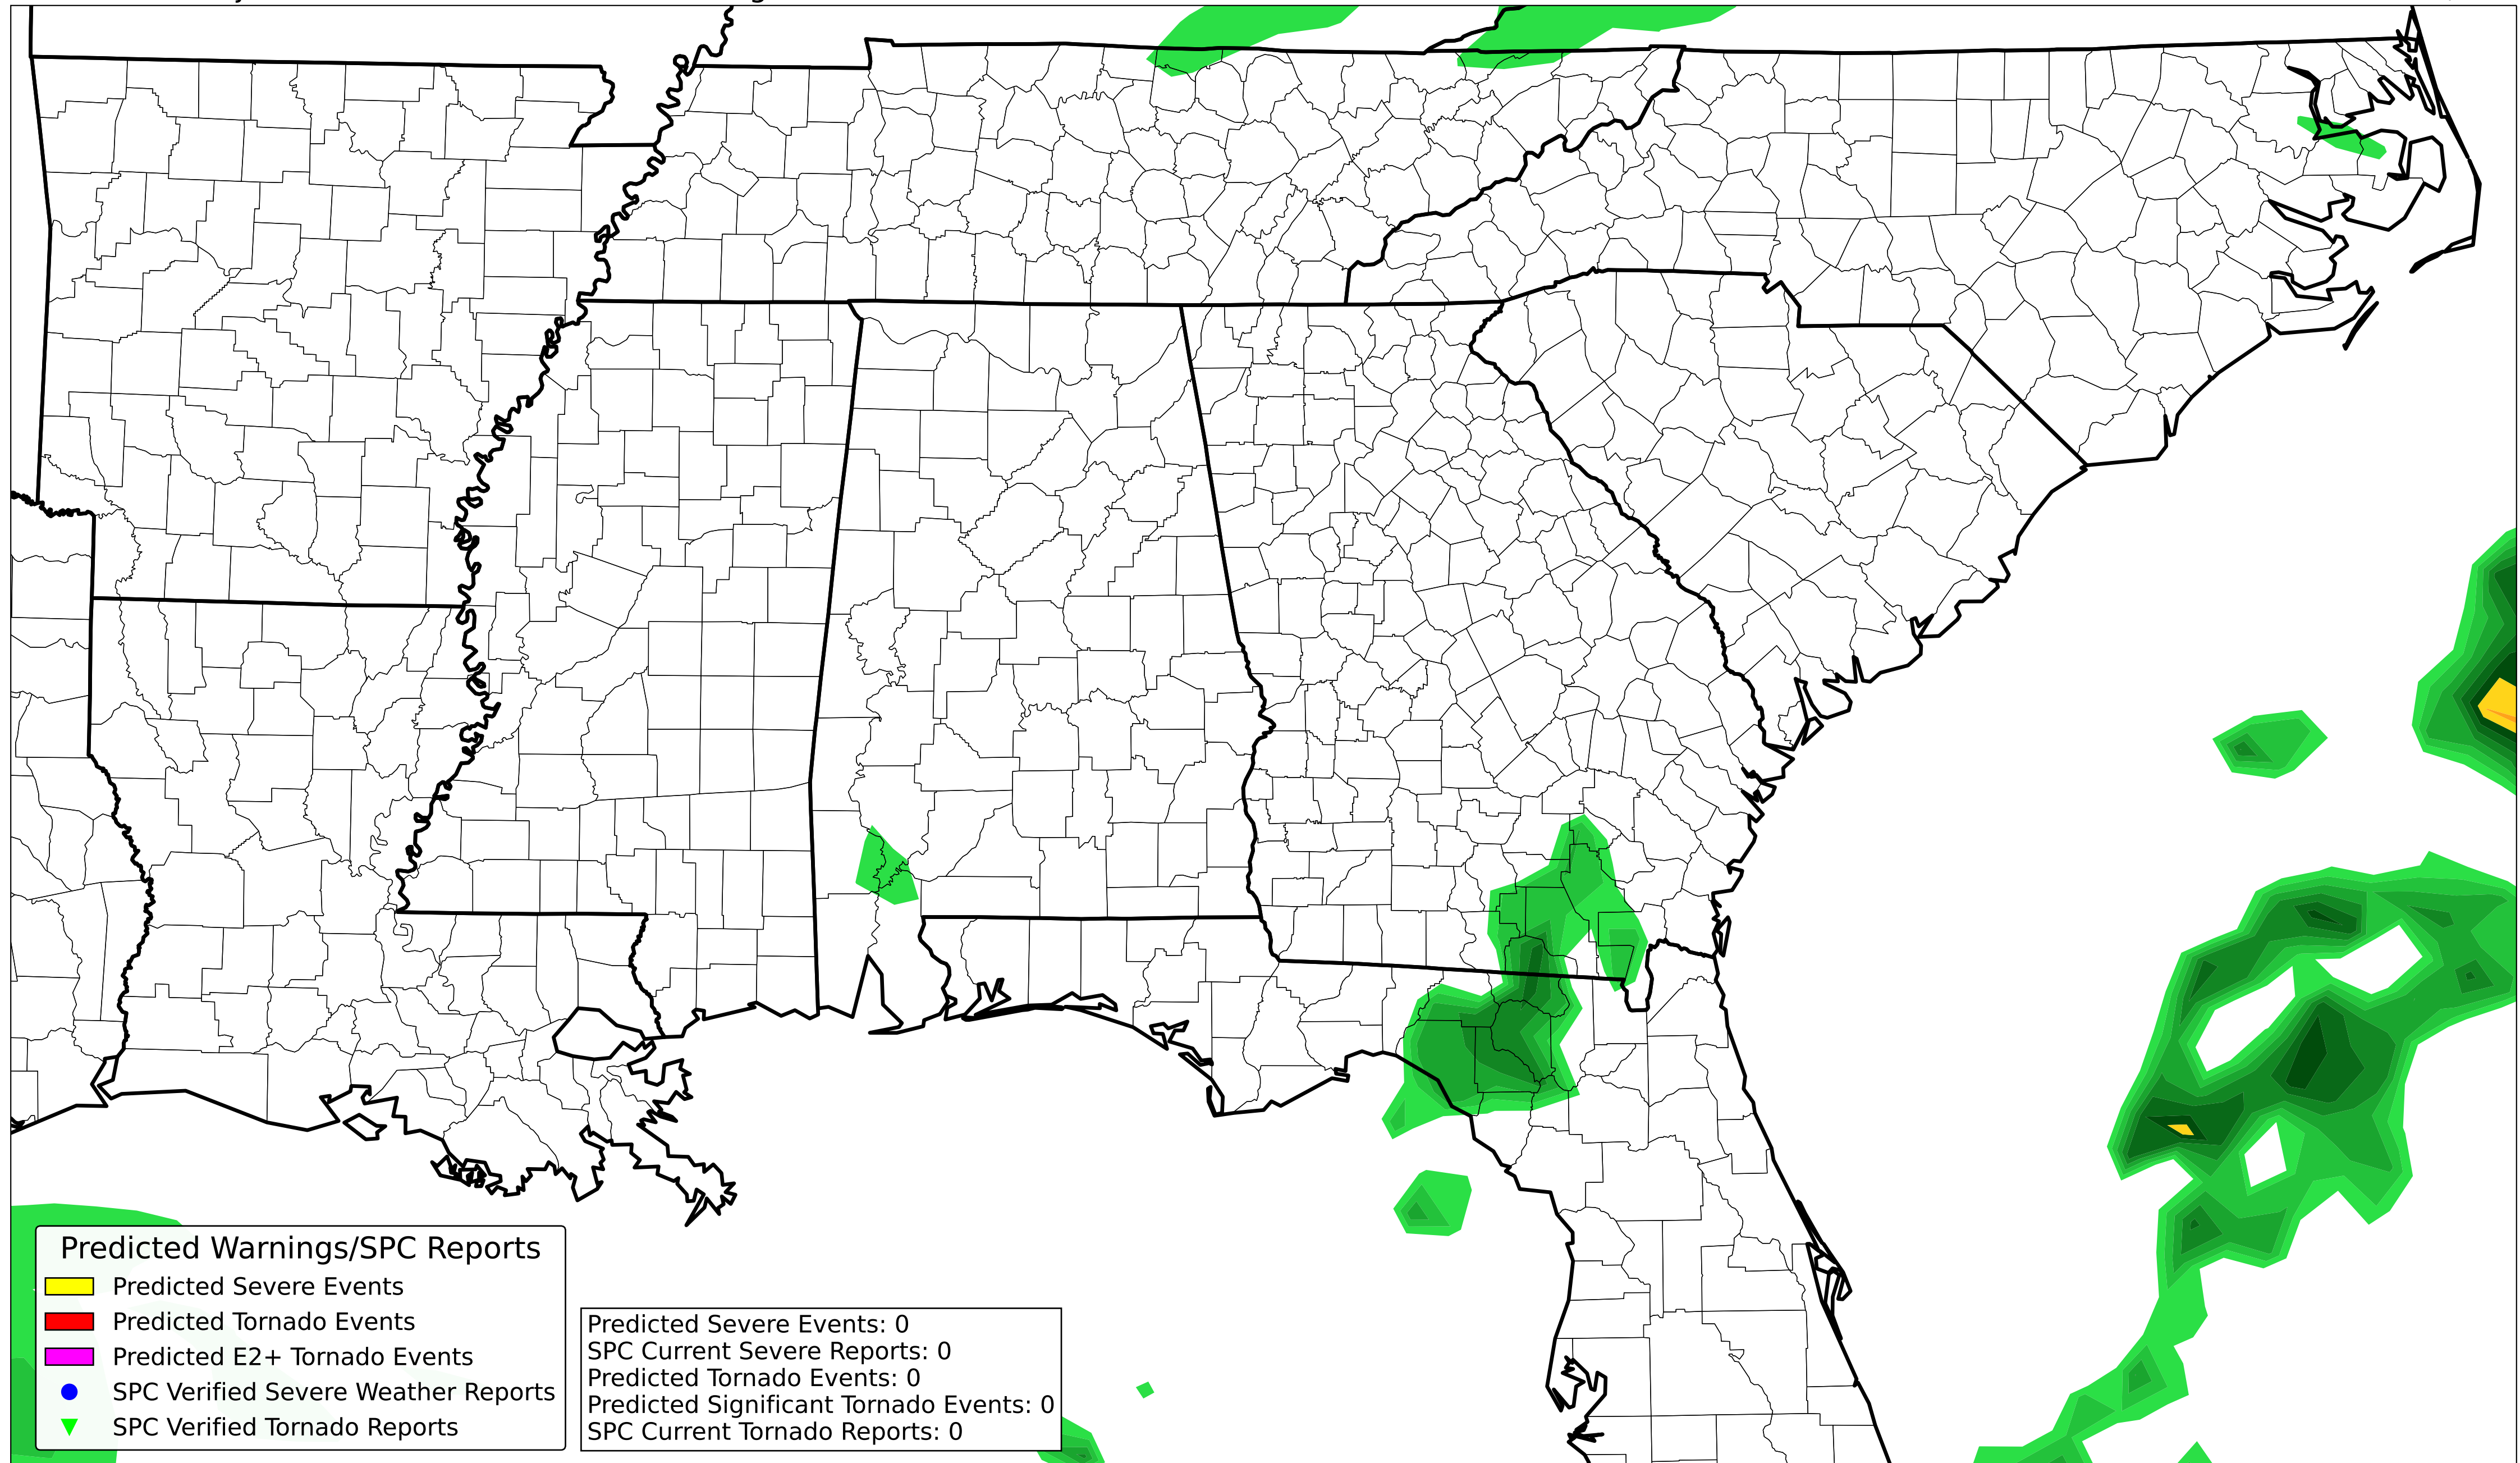 Predicted Warnings/SPC Reports
Predicted Severe Events
Predicted Tornado Events
Predicted E2+ Tornado Events
SPC Verified Severe Weather Reports
SPC Verified Tornado Reports
Predicted Severe Events: 0
SPC Current Severe Reports: 0
Predicted Tornado Events: 0
Predicted Significant Tornado Events: 0
SPC Current Tornado Reports: 0